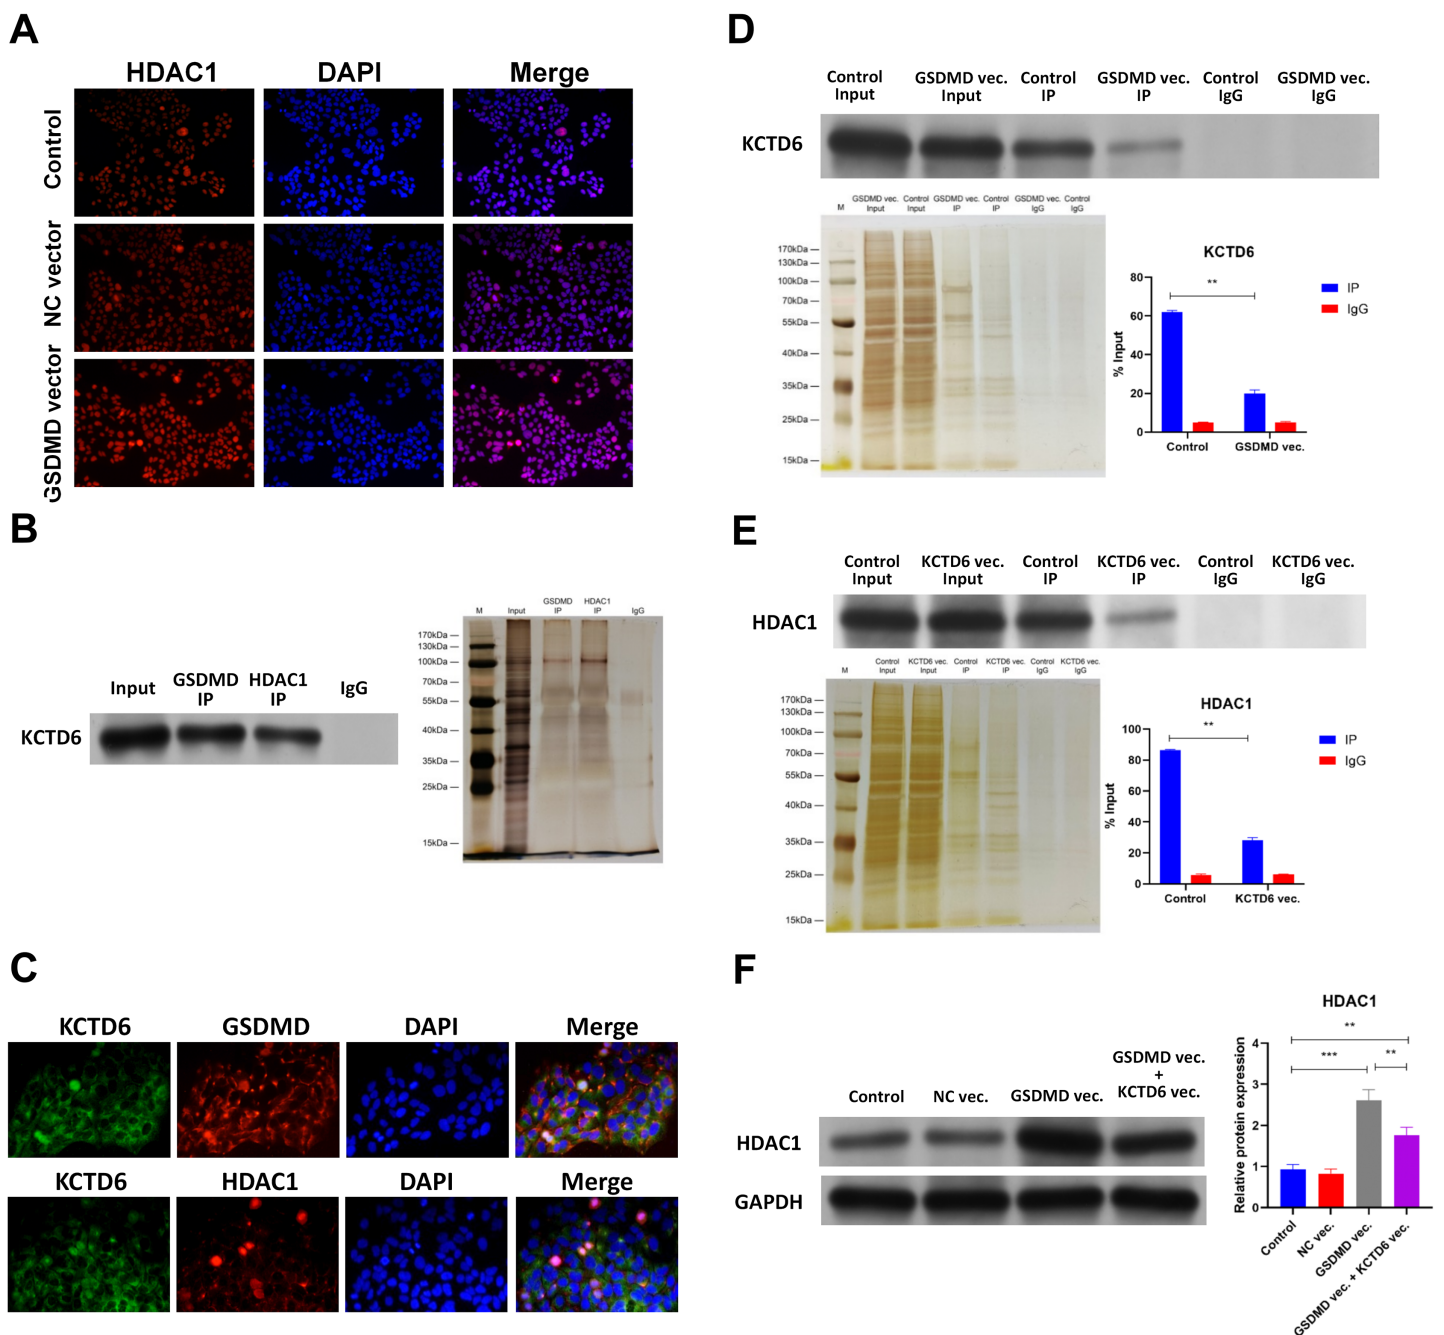 A
HDAC1
DAPI
Merge
Control
NC vector
GSDMD vector
B
Input
GSDMD
IP
HDAC1
IP
IgG
KCTD6
M
Input
GSDMD
IP
HDAC1
IP
IgG
170kDa
130kDa
100kDa
70kDa
55kDa
40kDa
35kDa
25kDa
15kDa
C
KCTD6
GSDMD
DAPI
Merge
KCTD6
HDAC1
DAPI
Merge
D
Control
Input
GSDMD vec.
Input
Control
IP
GSDMD vec.
IP
Control
IgG
GSDMD vec.
IgG
KCTD6
M
GSDMD vec.
Input
Control
Input
GSDMD vec.
IP
Control
IP
GSDMD vec.
IgG
Control
IgG
170kDa
130kDa
100kDa
70kDa
55kDa
40kDa
35kDa
25kDa
15kDa
KCTD6
% Input
80
60
40
20
0
**
Control
GSDMD vec.
IP
IgG
E
Control
Input
KCTD6 vec.
Input
Control
IP
KCTD6 vec.
IP
Control
IgG
KCTD6 vec.
IgG
HDAC1
M
Control
Input
KCTD6 vec.
Input
Control
IP
KCTD6 vec.
IP
Control
IgG
KCTD6 vec.
IgG
170kDa
130kDa
100kDa
70kDa
55kDa
40kDa
35kDa
25kDa
15kDa
HDAC1
% Input
100
80
60
40
20
0
**
Control
KCTD6 vec.
IP
IgG
F
Control
NC vec.
GSDMD vec.
GSDMD vec.
+
KCTD6 vec.
HDAC1
GAPDH
HDAC1
Relative protein expression
4
3
2
1
0
**
***
**
Control
NC vec.
GSDMD vec.
GSDMD vec. + KCTD6 vec.